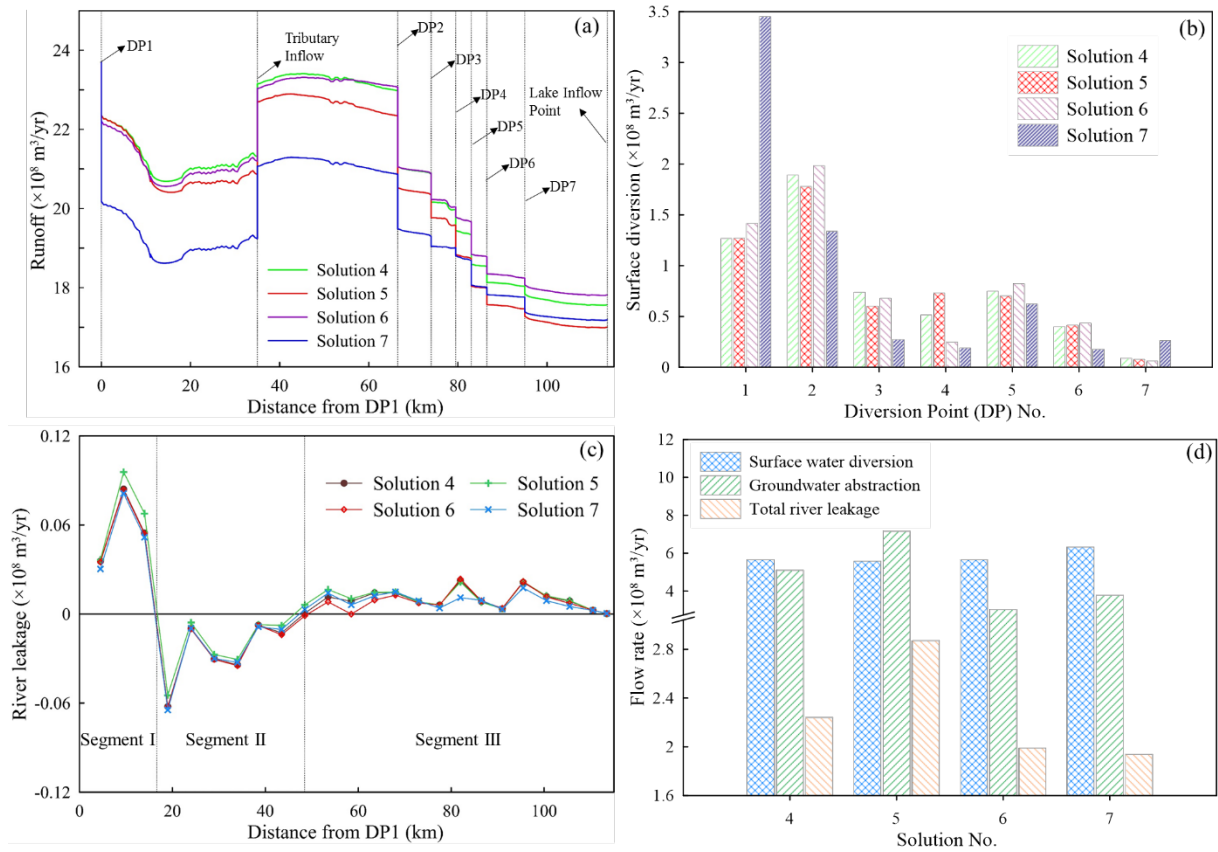 (a)
24
22
20
18
16
Runoff (×10⁸ m³/yr)
DP1
Tributary
Inflow
DP2
DP3
DP4
Lake Inflow
Point
DP5
DP6
DP7
Solution 4
Solution 5
Solution 6
Solution 7
0 20 40 60 80 100
Distance from DP1 (km)
(b)
3.5
3
2.5
2
1.5
1
0.5
0
Surface diversion (×10⁸ m³/yr)
Solution 4
Solution 5
Solution 6
Solution 7
1 2 3 4 5 6 7
Diversion Point (DP) No.
(c)
0.12
0.06
0
-0.06
-0.12
River leakage (×10⁸ m³/yr)
Solution 4 Solution 5
Solution 6 Solution 7
Segment I Segment II Segment III
0 20 40 60 80 100
Distance from DP1 (km)
(d)
12
10
8
6
4
2.8
2.4
2
1.6
Flow rate (×10⁸ m³/yr)
Surface water diversion
Groundwater abstraction
Total river leakage
4 5 6 7
Solution No.